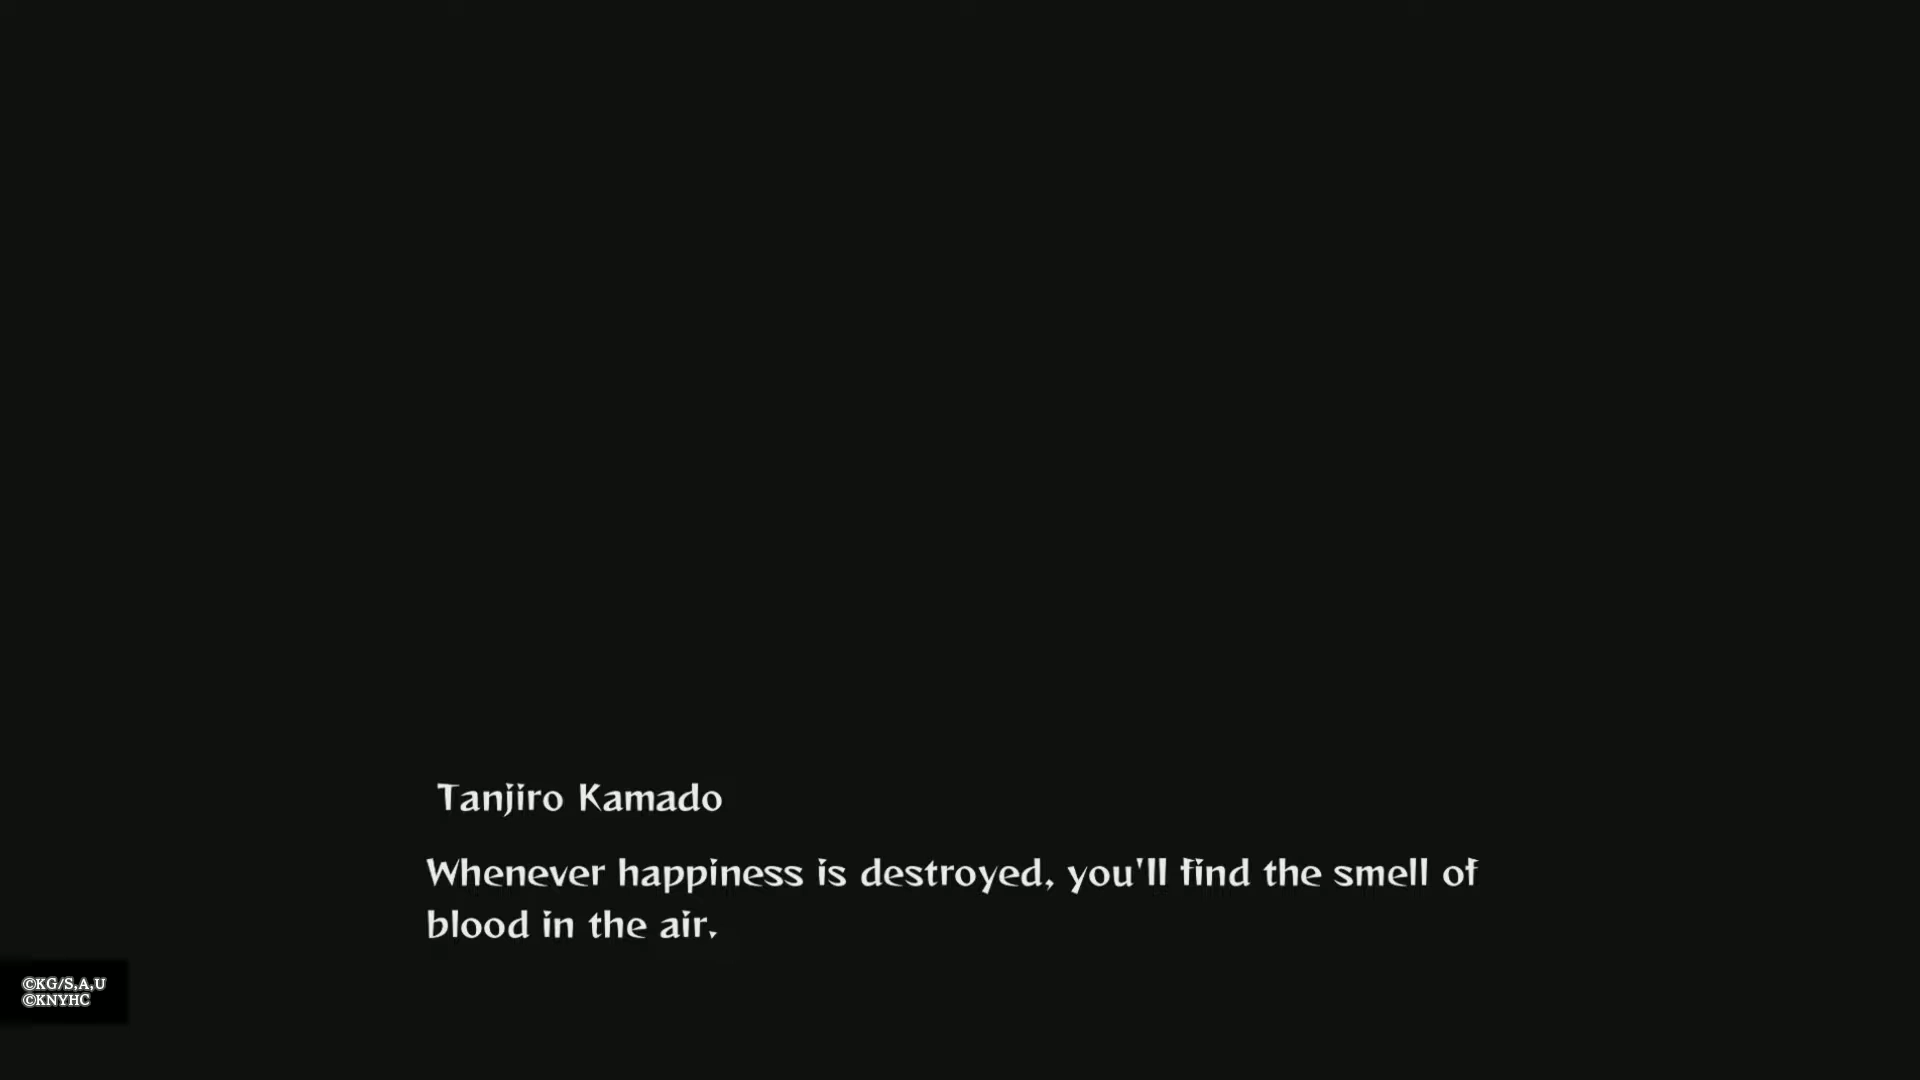 Tanjiro Kamado
Whenever happiness is destroyed, you'll find the smell of
blood in the air.
©KG/S,A,U
©KNYHC